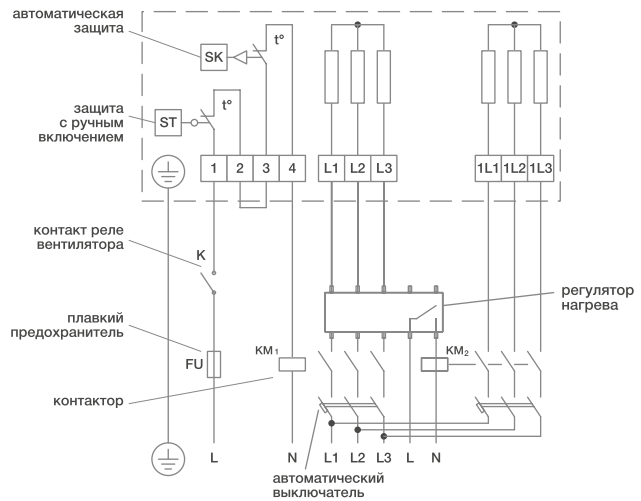 автоматическая
защита
SK
t°
защита
с ручным
включением
ST
t°
1 2 3 4 L1 L2 L3 1L1 1L2 1L3
контакт реле
вентилятора
K
регулятор
нагрева
плавкий
предохранитель
FU
KM1
KM2
контактор
L N L1 L2 L3 L N
автоматический
выключатель